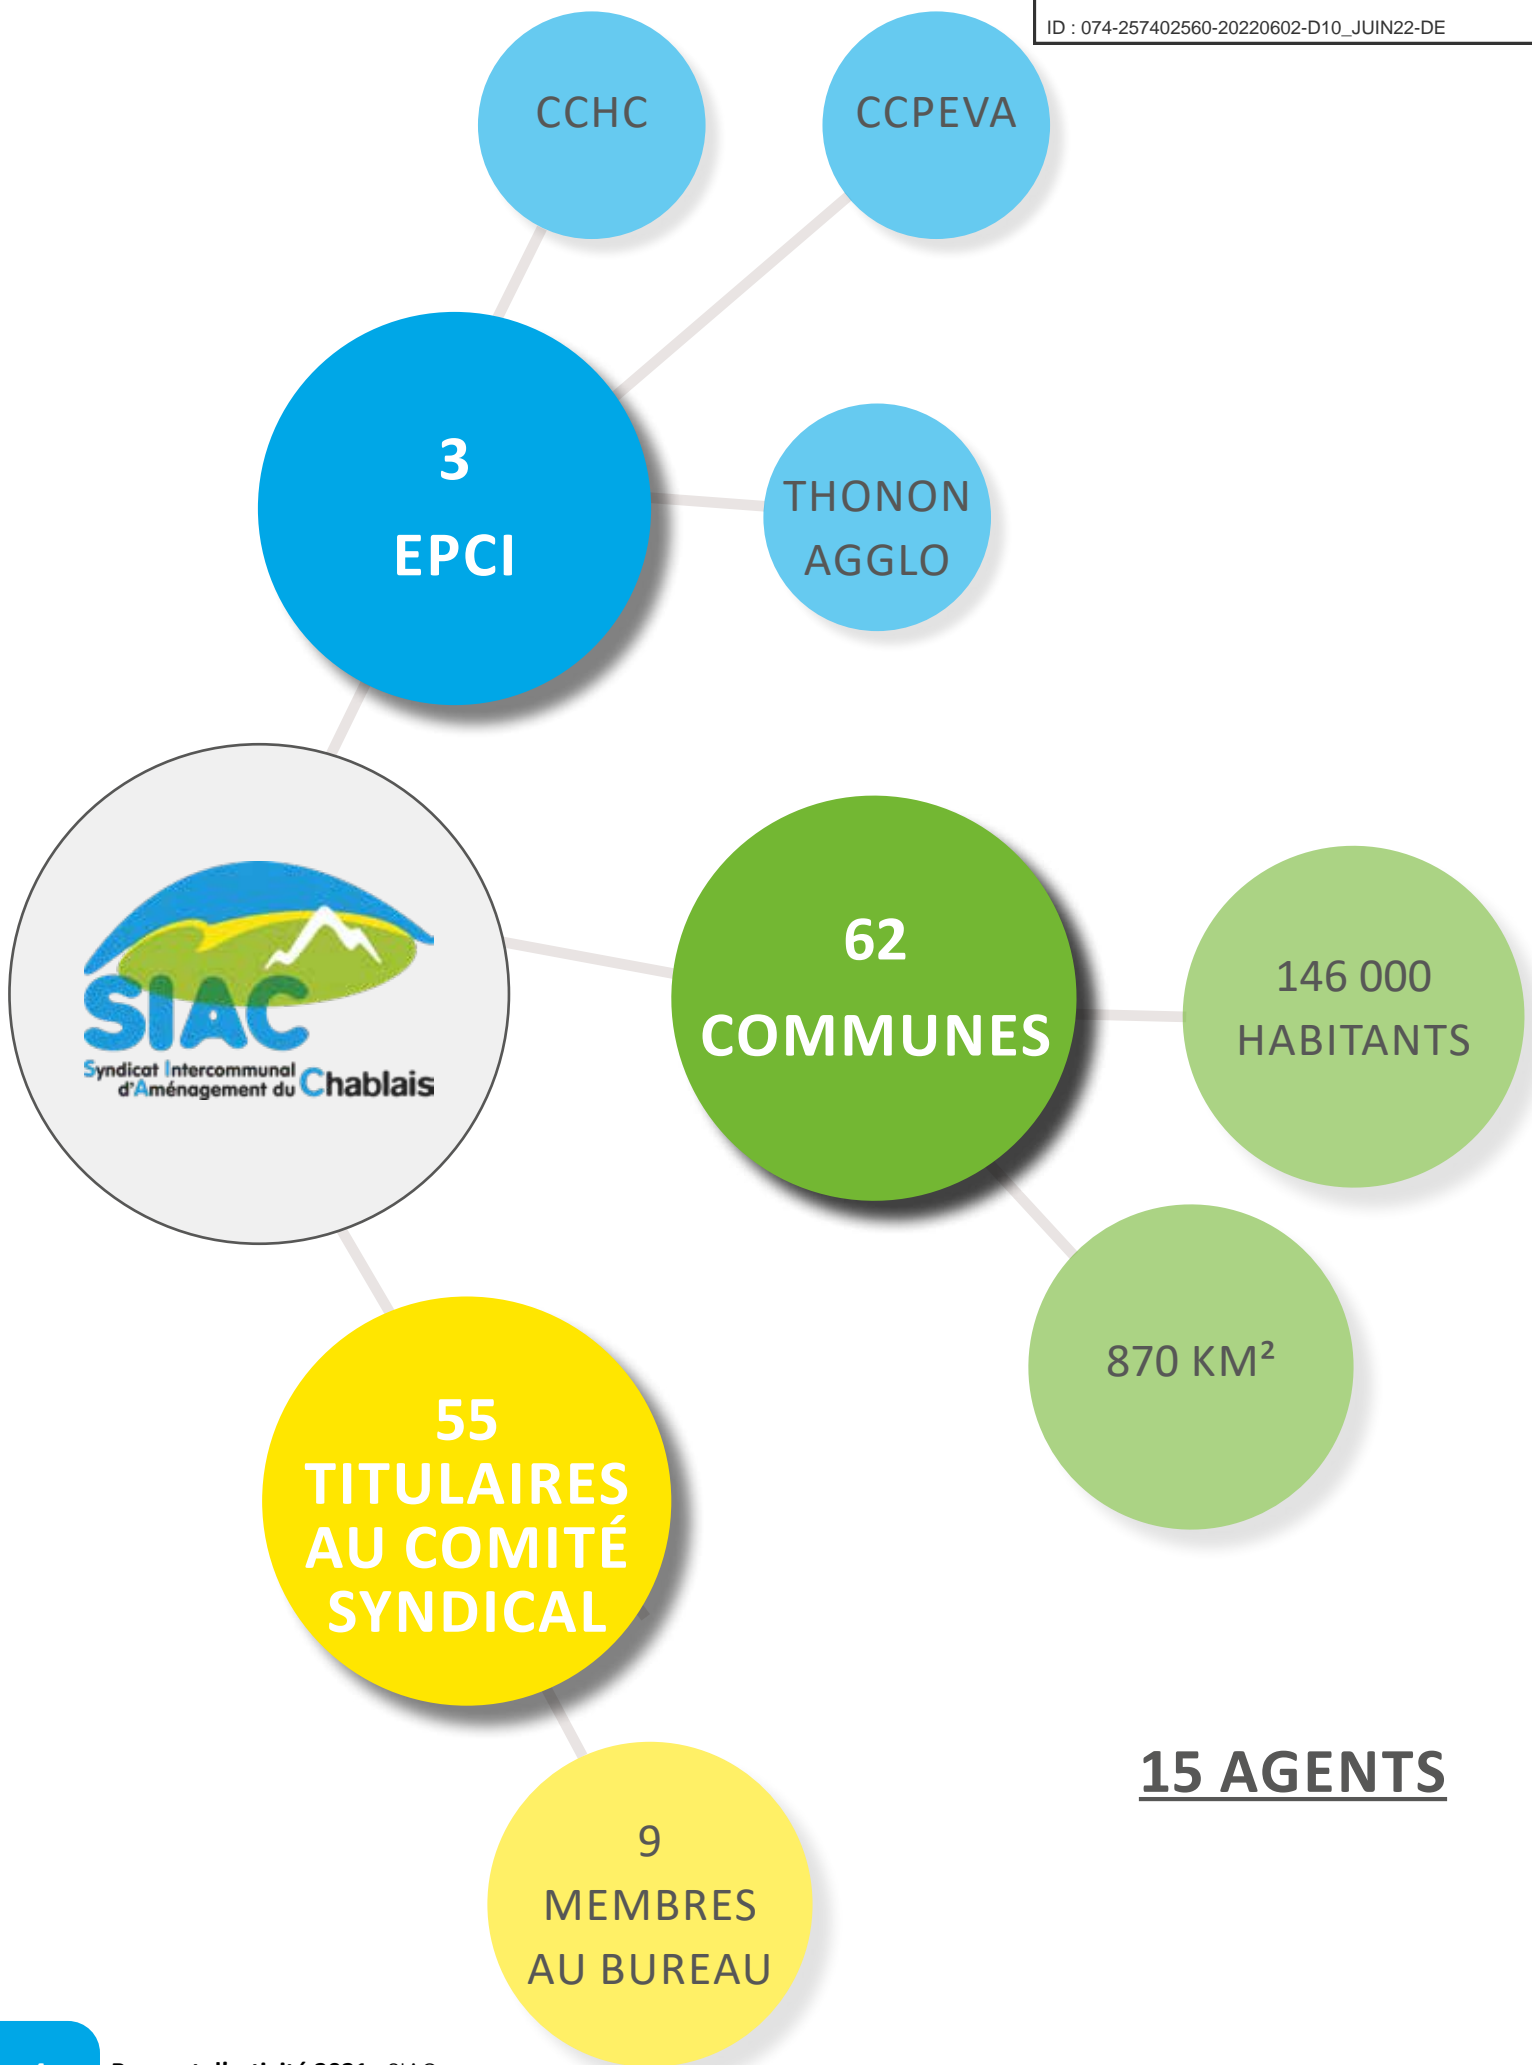 ID : 074-257402560-20220602-D10_JUIN22-DE
CCHC
CCPEVA
3
EPCI
THONON
AGGLO
SIAC
Syndicat Intercommunal
d'Aménagement du Chablais
62
COMMUNES
146 000
HABITANTS
870 KM²
55
TITULAIRES
AU COMITÉ
SYNDICAL
15 AGENTS
9
MEMBRES
AU BUREAU